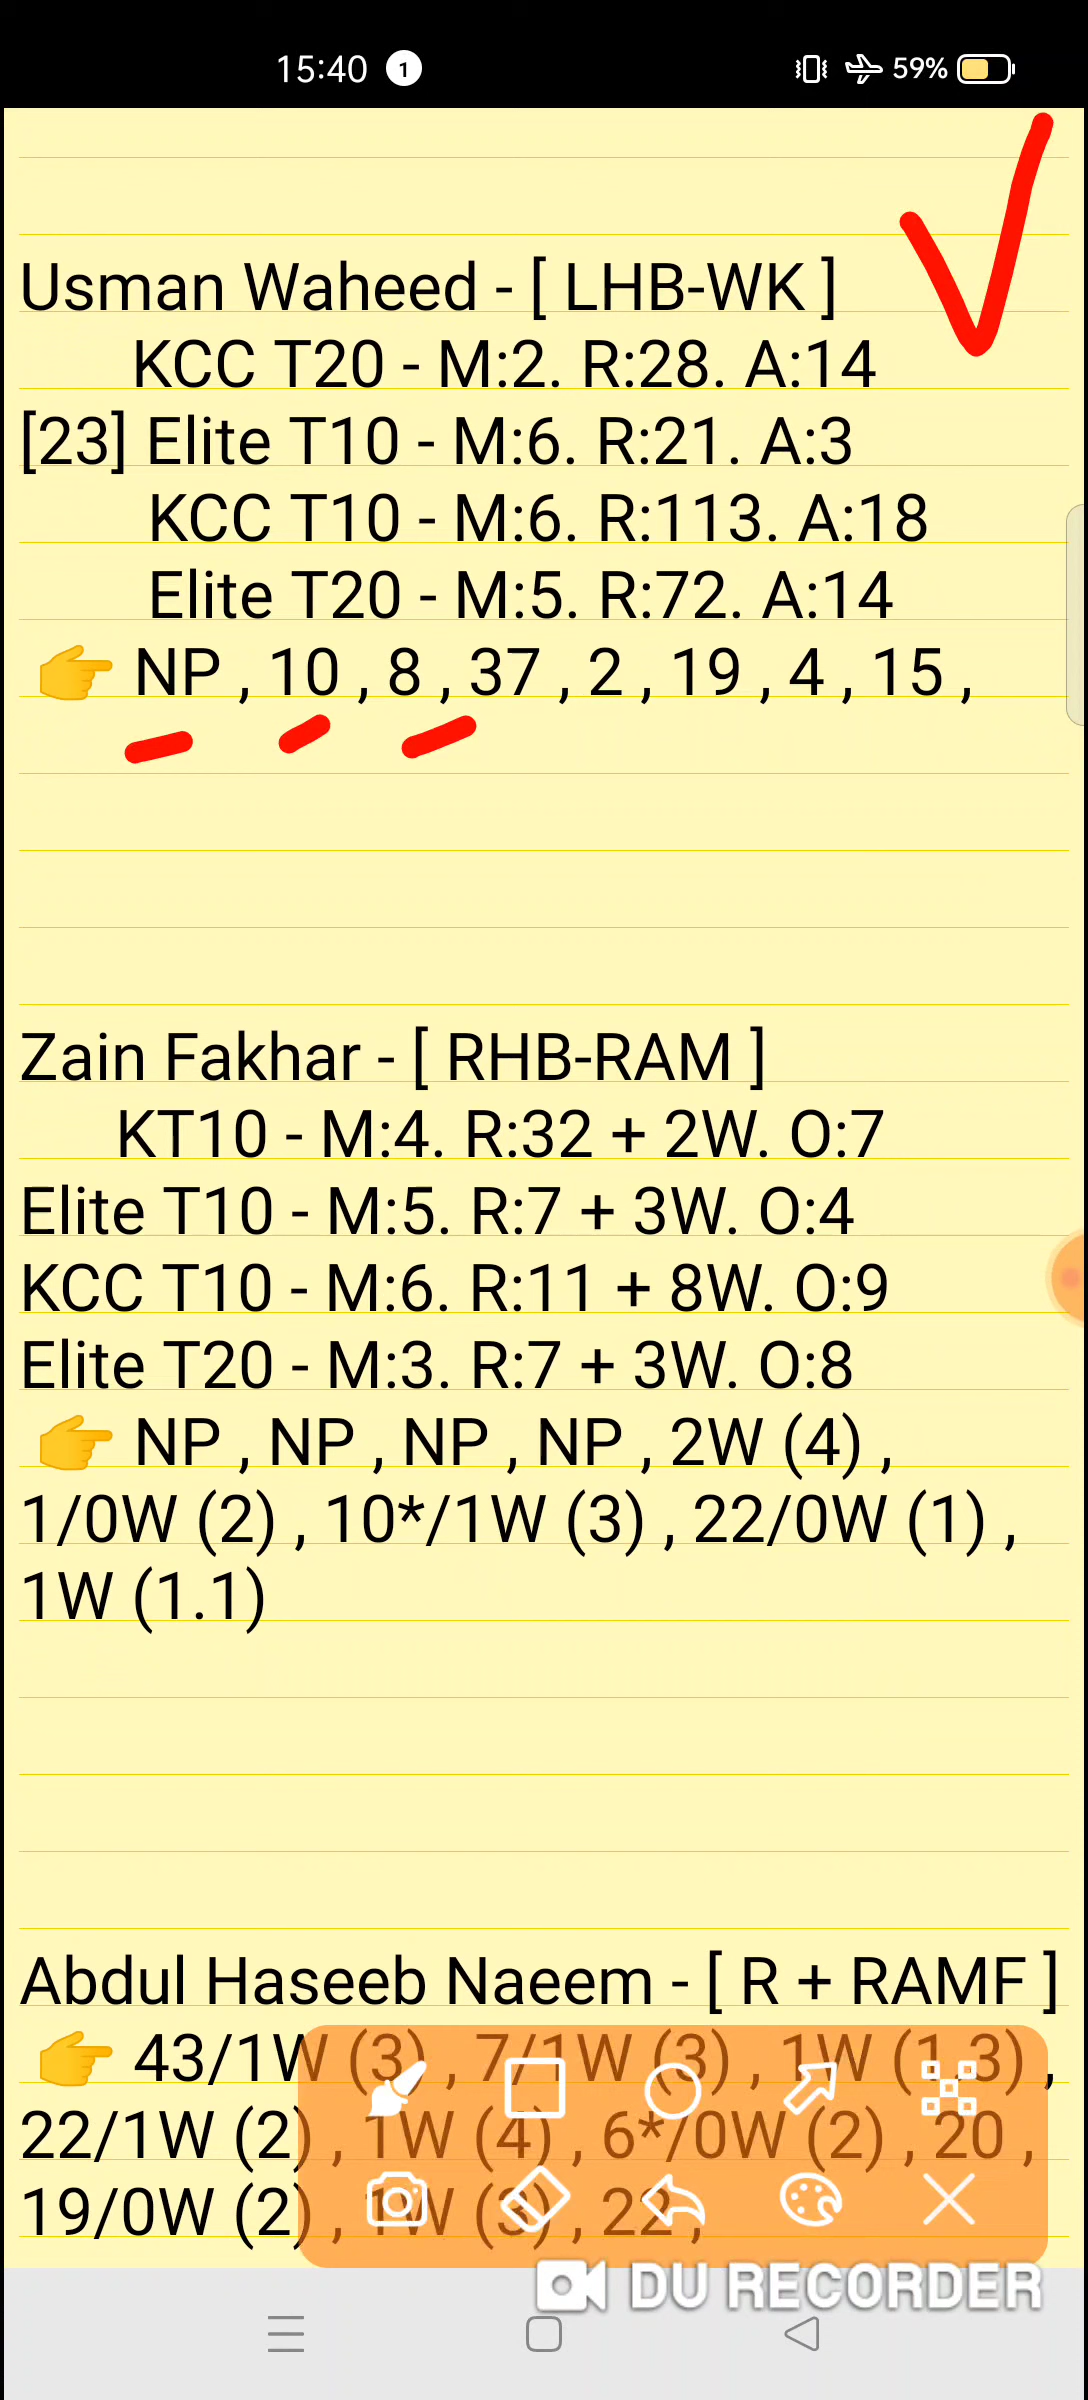 15:40 1 59%
Usman Waheed - [ LHB-WK ]
KCC T20 - M:2. R:28. A:14
[23] Elite T10 - M:6. R:21. A:3
KCC T10 - M:6. R:113. A:18
Elite T20 - M:5. R:72. A:14
👉 NP , 10 , 8 , 37 , 2 , 19 , 4 , 15 ,
Zain Fakhar - [ RHB-RAM ]
KT10 - M:4. R:32 + 2W. O:7
Elite T10 - M:5. R:7 + 3W. O:4
KCC T10 - M:6. R:11 + 8W. O:9
Elite T20 - M:3. R:7 + 3W. O:8
👉 NP , NP , NP , NP , 2W (4) ,
1/0W (2) , 10*/1W (3) , 22/0W (1) ,
1W (1.1)
Abdul Haseeb Naeem - [ R + RAMF ]
👉 43/1W (3) , 7/1W (3) , 1W (1.3) ,
22/1W (2) , 1W (4) , 6*/0W (2) , 20 ,
19/0W (2) , 1W (3) , 22 ,
DU RECORDER